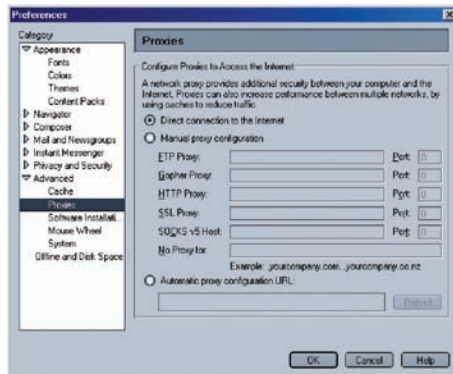 Preferences
Category
Appearance
Fonts
Colors
Themes
Content Packs
Navigator
Composer
Mail and Newsgroups
Instant Messenger
Privacy and Security
Advanced
Cache
Proxies
Software Installati...
Mouse Wheel
System
Offline and Disk Space
Proxies
Configure Proxies to Access the Internet
A network proxy provides additional security between your computer and the
Internet. Proxies can also increase performance between multiple networks, by
using caches to reduce traffic.
Direct connection to the Internet
Manual proxy configuration
FTP Proxy: Port: 0
Gopher Proxy: Port: 0
HTTP Proxy: Port: 0
SSL Proxy: Port: 0
SOCKS v5 Host: Port: 0
No Proxy for:
Example: .yourcompany.com, .yourcompany.co.nz
Automatic proxy configuration URL:
Reload
OK Cancel Help